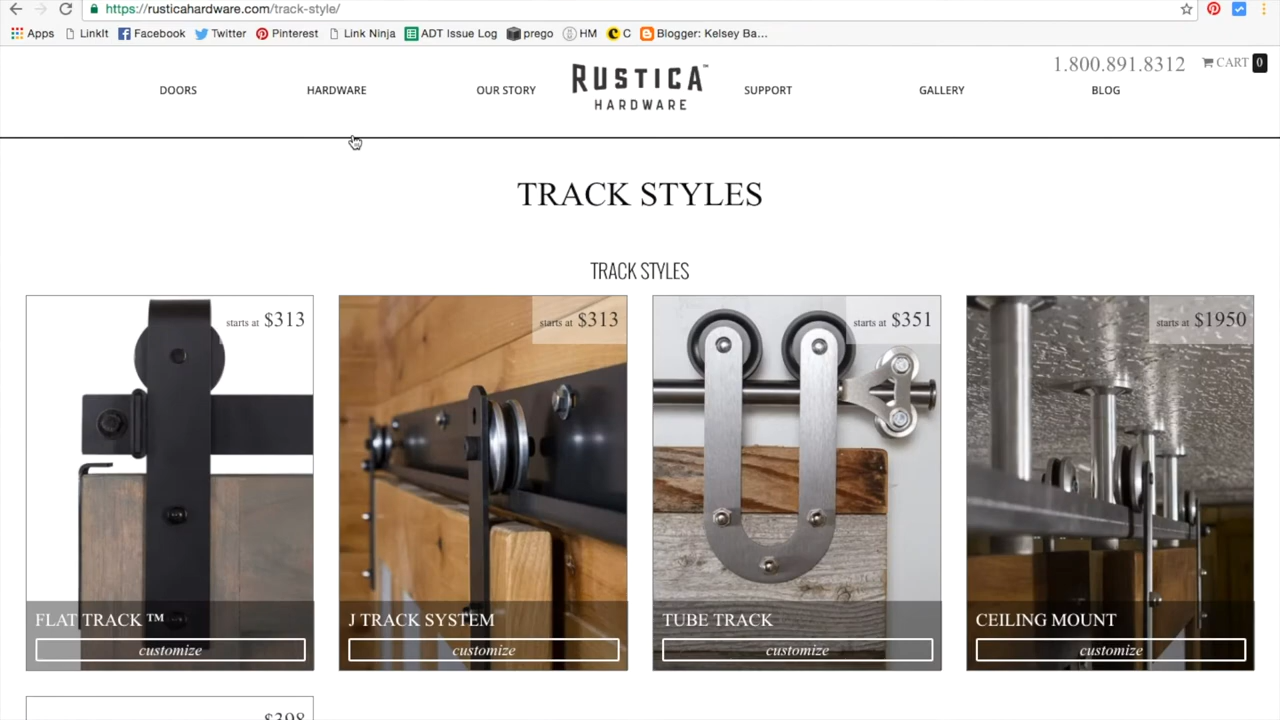 https://rusticahardware.com/track-style/
Apps LinkIt Facebook Twitter Pinterest Link Ninja ADT Issue Log prego HM C Blogger: Kelsey Ba...
1.800.891.8312 CART 0
DOORS HARDWARE OUR STORY RUSTICA™ HARDWARE SUPPORT GALLERY BLOG
TRACK STYLES
TRACK STYLES
starts at $313
starts at $313
starts at $351
starts at $1950
FLAT TRACK ™
customize
J TRACK SYSTEM
customize
TUBE TRACK
customize
CEILING MOUNT
customize
$398